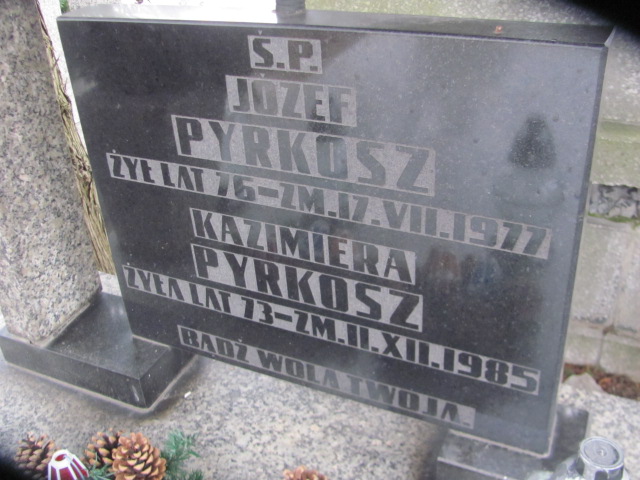 Ś.P.
JÓZEF
PYRKOSZ
ŻYŁ LAT 76-ZM.17.VII.1977
KAZIMIERA
PYRKOSZ
ŻYŁA LAT 73-ZM.11.XII.1985
BĄDŹ WOLA TWOJA